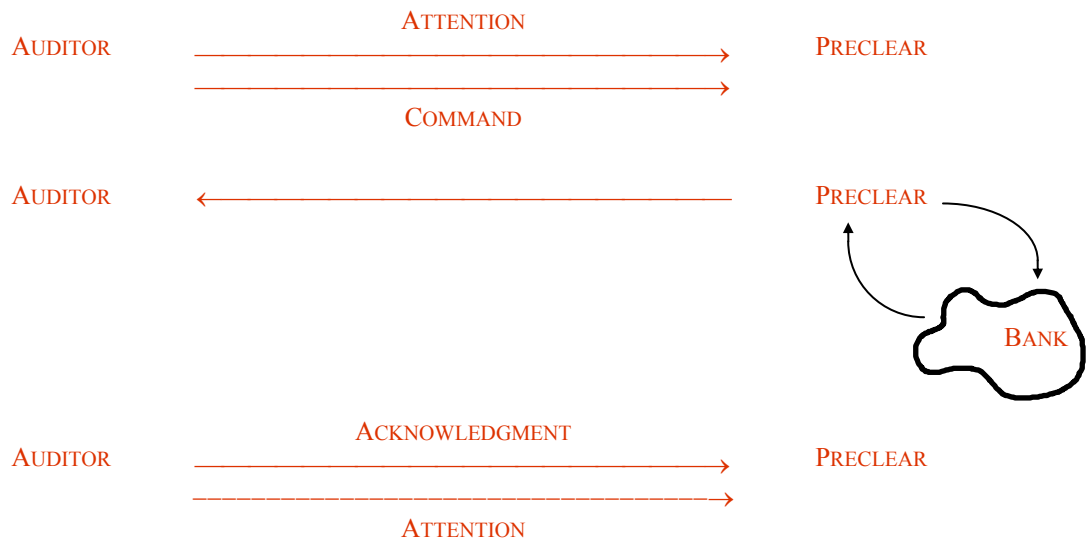 ATTENTION
AUDITOR PRECLEAR
COMMAND
AUDITOR PRECLEAR
BANK
ACKNOWLEDGMENT
AUDITOR PRECLEAR
ATTENTION